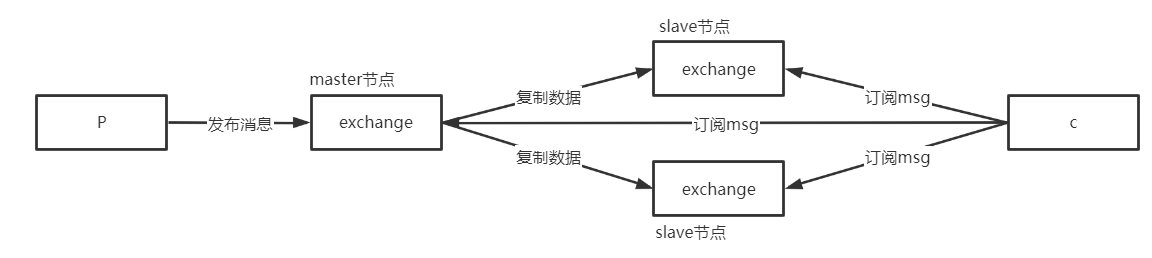 slave节点
exchange
master节点
复制数据
订阅msg
P
发布消息
exchange
订阅msg
c
复制数据
订阅msg
exchange
slave节点